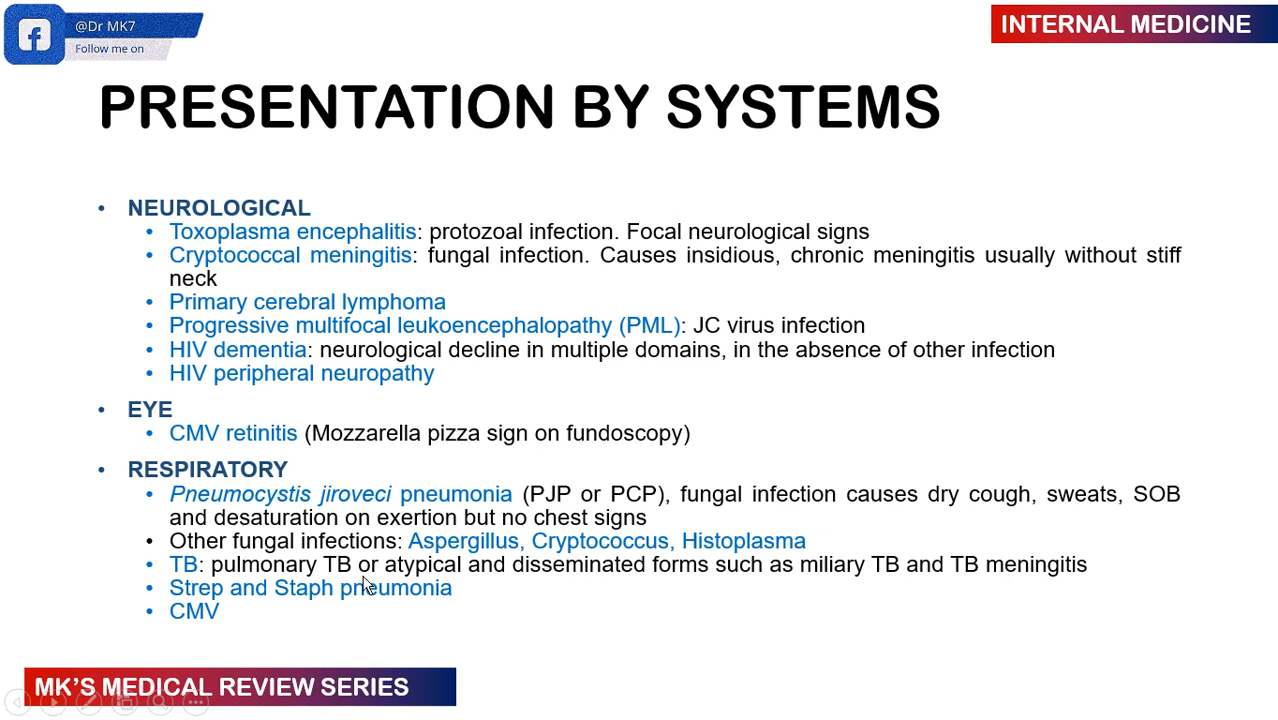 @Dr MK7
Follow me on
INTERNAL MEDICINE
PRESENTATION BY SYSTEMS
• NEUROLOGICAL
• Toxoplasma encephalitis: protozoal infection. Focal neurological signs
• Cryptococcal meningitis: fungal infection. Causes insidious, chronic meningitis usually without stiff
neck
• Primary cerebral lymphoma
• Progressive multifocal leukoencephalopathy (PML): JC virus infection
• HIV dementia: neurological decline in multiple domains, in the absence of other infection
• HIV peripheral neuropathy
• EYE
• CMV retinitis (Mozzarella pizza sign on fundoscopy)
• RESPIRATORY
• Pneumocystis jiroveci pneumonia (PJP or PCP), fungal infection causes dry cough, sweats, SOB
and desaturation on exertion but no chest signs
• Other fungal infections: Aspergillus, Cryptococcus, Histoplasma
• TB: pulmonary TB or atypical and disseminated forms such as miliary TB and TB meningitis
• Strep and Staph pneumonia
• CMV
MK'S MEDICAL REVIEW SERIES